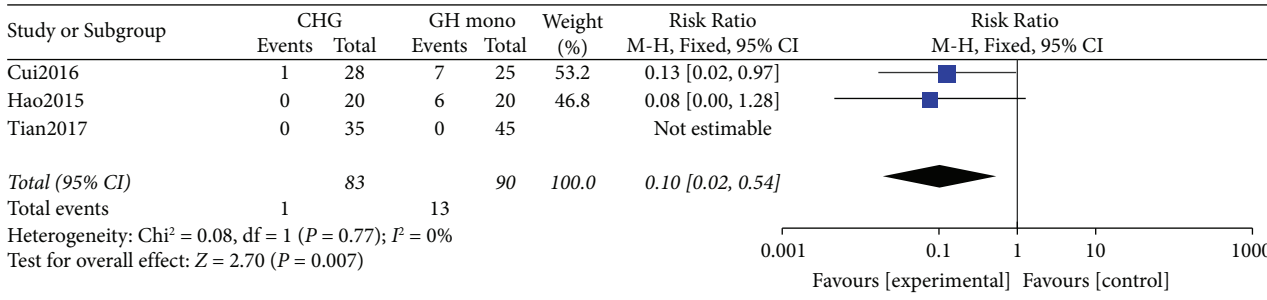 Study or Subgroup CHG GH mono Weight Risk Ratio Risk Ratio
Events Total Events Total (%) M-H, Fixed, 95% CI M-H, Fixed, 95% CI
Cui2016 1 28 7 25 53.2 0.13 [0.02, 0.97]
Hao2015 0 20 6 20 46.8 0.08 [0.00, 1.28]
Tian2017 0 35 0 45 Not estimable
Total (95% CI) 83 90 100.0 0.10 [0.02, 0.54]
Total events 1 13
Heterogeneity: Chi² = 0.08, df = 1 (P = 0.77); I² = 0%
Test for overall effect: Z = 2.70 (P = 0.007)
0.001 0.1 1 10 1000
Favours [experimental] Favours [control]